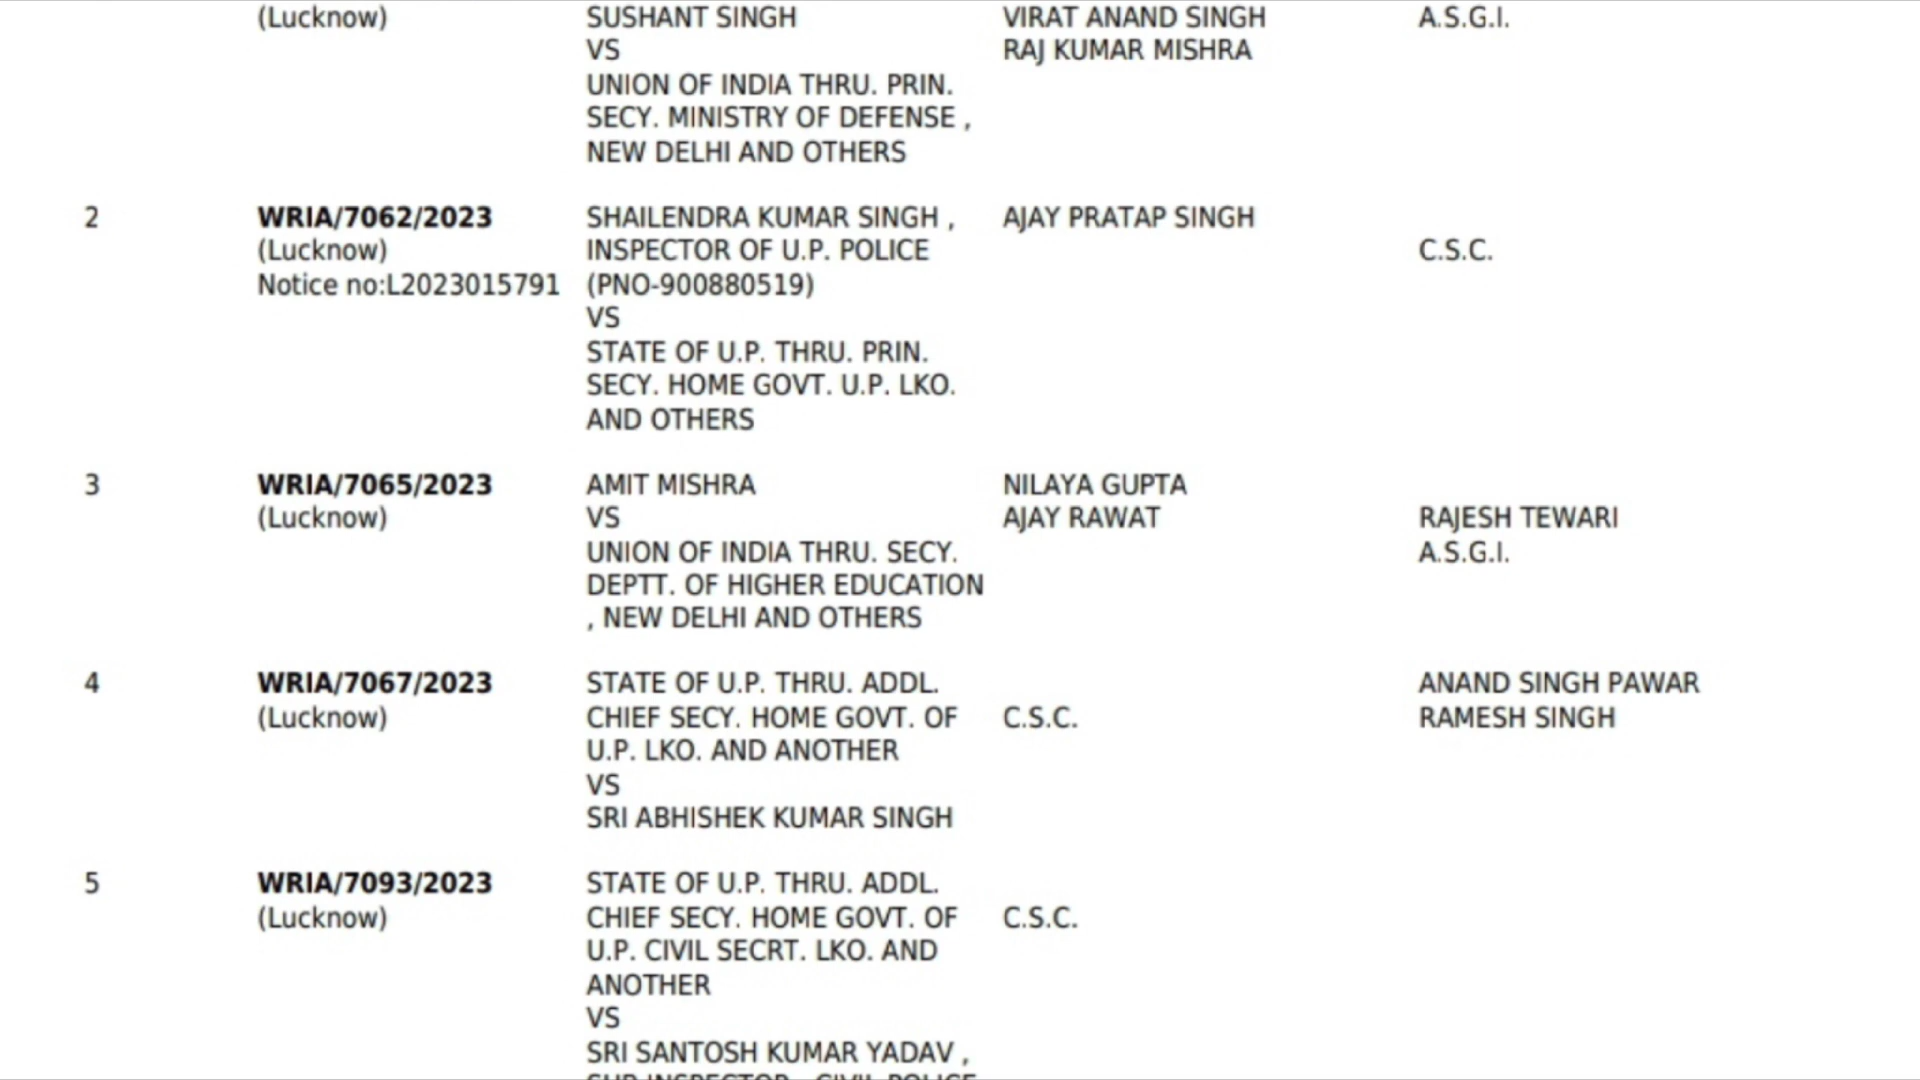 (Lucknow) SUSHANT SINGH VIRAT ANAND SINGH A.S.G.I.
VS RAJ KUMAR MISHRA
UNION OF INDIA THRU. PRIN.
SECY. MINISTRY OF DEFENSE ,
NEW DELHI AND OTHERS
2 WRIA/7062/2023 SHAILENDRA KUMAR SINGH , AJAY PRATAP SINGH
(Lucknow) INSPECTOR OF U.P. POLICE C.S.C.
Notice no:L2023015791 (PNO-900880519)
VS
STATE OF U.P. THRU. PRIN.
SECY. HOME GOVT. U.P. LKO.
AND OTHERS
3 WRIA/7065/2023 AMIT MISHRA NILAYA GUPTA
(Lucknow) VS AJAY RAWAT RAJESH TEWARI
UNION OF INDIA THRU. SECY. A.S.G.I.
DEPTT. OF HIGHER EDUCATION
, NEW DELHI AND OTHERS
4 WRIA/7067/2023 STATE OF U.P. THRU. ADDL. ANAND SINGH PAWAR
(Lucknow) CHIEF SECY. HOME GOVT. OF C.S.C. RAMESH SINGH
U.P. LKO. AND ANOTHER
VS
SRI ABHISHEK KUMAR SINGH
5 WRIA/7093/2023 STATE OF U.P. THRU. ADDL.
(Lucknow) CHIEF SECY. HOME GOVT. OF C.S.C.
U.P. CIVIL SECRT. LKO. AND
ANOTHER
VS
SRI SANTOSH KUMAR YADAV ,